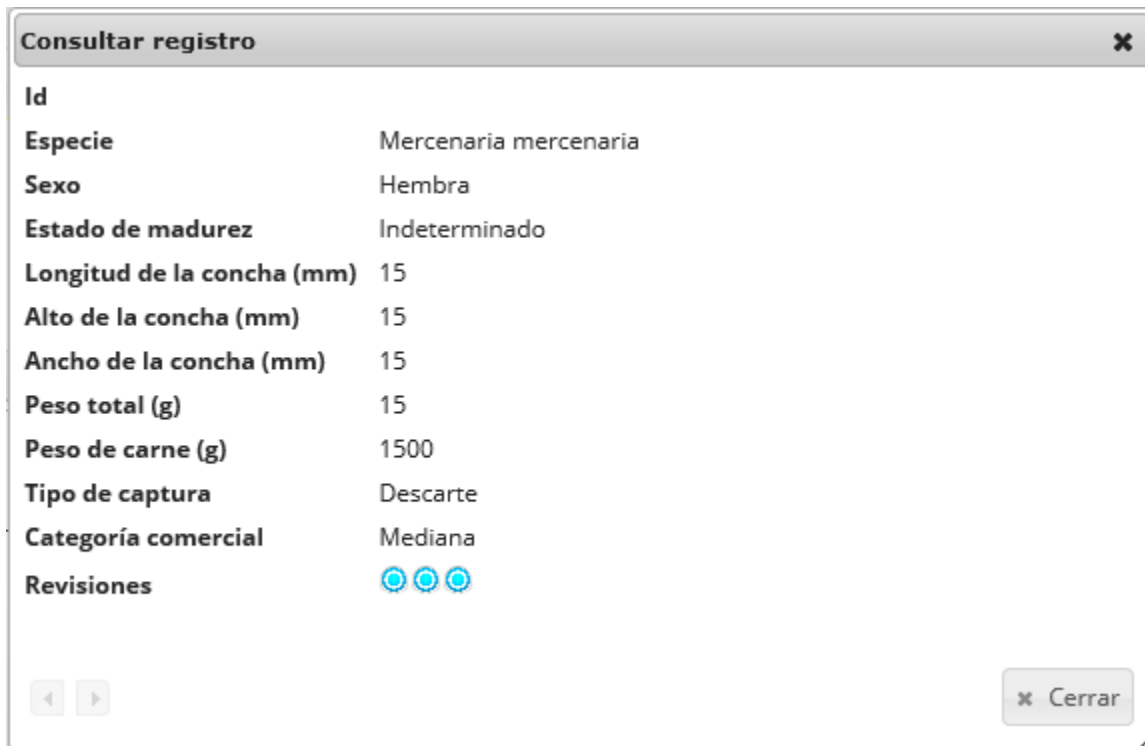 Consultar registro
Id
Especie Mercenaria mercenaria
Sexo Hembra
Estado de madurez Indeterminado
Longitud de la concha (mm) 15
Alto de la concha (mm) 15
Ancho de la concha (mm) 15
Peso total (g) 15
Peso de carne (g) 1500
Tipo de captura Descarte
Categoría comercial Mediana
Revisiones
Cerrar